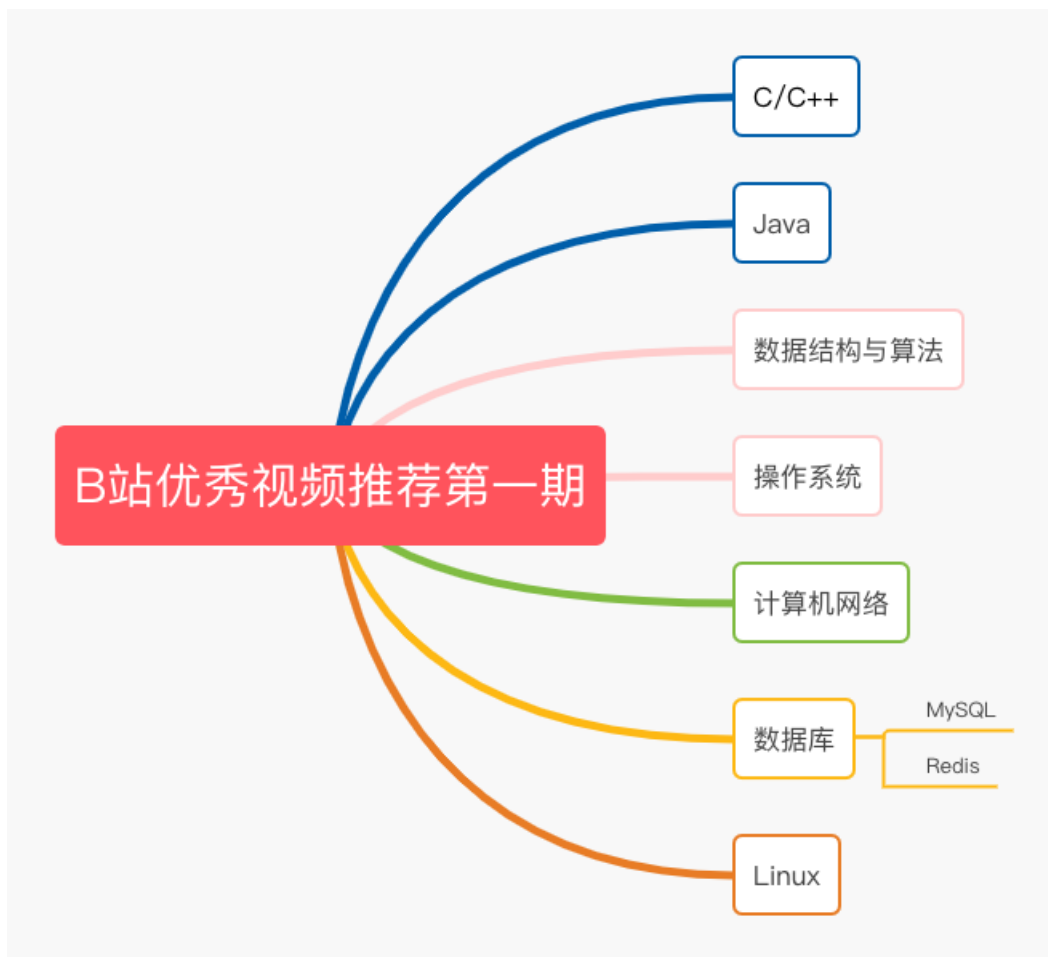 C/C++
Java
数据结构与算法
B站优秀视频推荐第一期
操作系统
计算机网络
数据库
MySQL
Redis
Linux